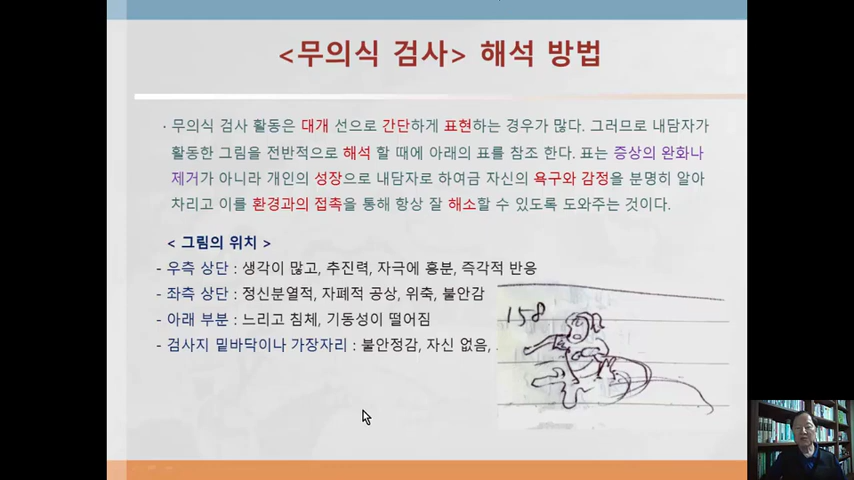 <무의식 검사> 해석 방법
· 무의식 검사 활동은 대개 선으로 간단하게 표현하는 경우가 많다. 그러므로 내담자가
활동한 그림을 전반적으로 해석 할 때에 아래의 표를 참조 한다. 표는 증상의 완화나
제거가 아니라 개인의 성장으로 내담자로 하여금 자신의 욕구와 감정을 분명히 알아
차리고 이를 환경과의 접촉을 통해 항상 잘 해소할 수 있도록 도와주는 것이다.
< 그림의 위치 >
- 우측 상단 : 생각이 많고, 추진력, 자극에 흥분, 즉각적 반응
- 좌측 상단 : 정신분열적, 자폐적 공상, 위축, 불안감
- 아래 부분 : 느리고 침체, 기동성이 떨어짐
- 검사지 밑바닥이나 가장자리 : 불안정감, 자신 없음,
158